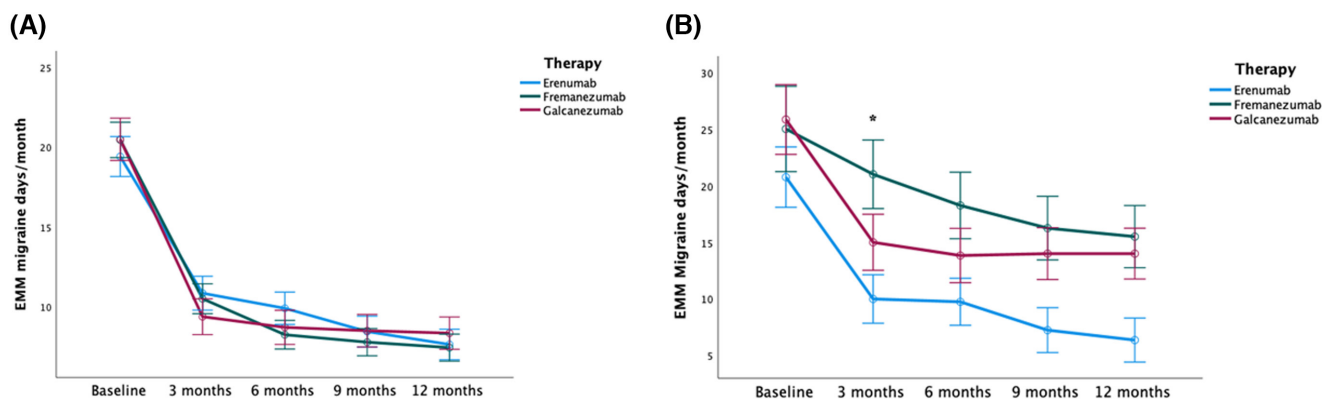 (A)
EMM migraine days/month
25
20
15
10
Baseline 3 months 6 months 9 months 12 months
Therapy
Erenumab
Fremanezumab
Galcanezumab
(B)
EMM Migraine days/month
30
25
20
15
10
5
*
Baseline 3 months 6 months 9 months 12 months
Therapy
Erenumab
Fremanezumab
Galcanezumab